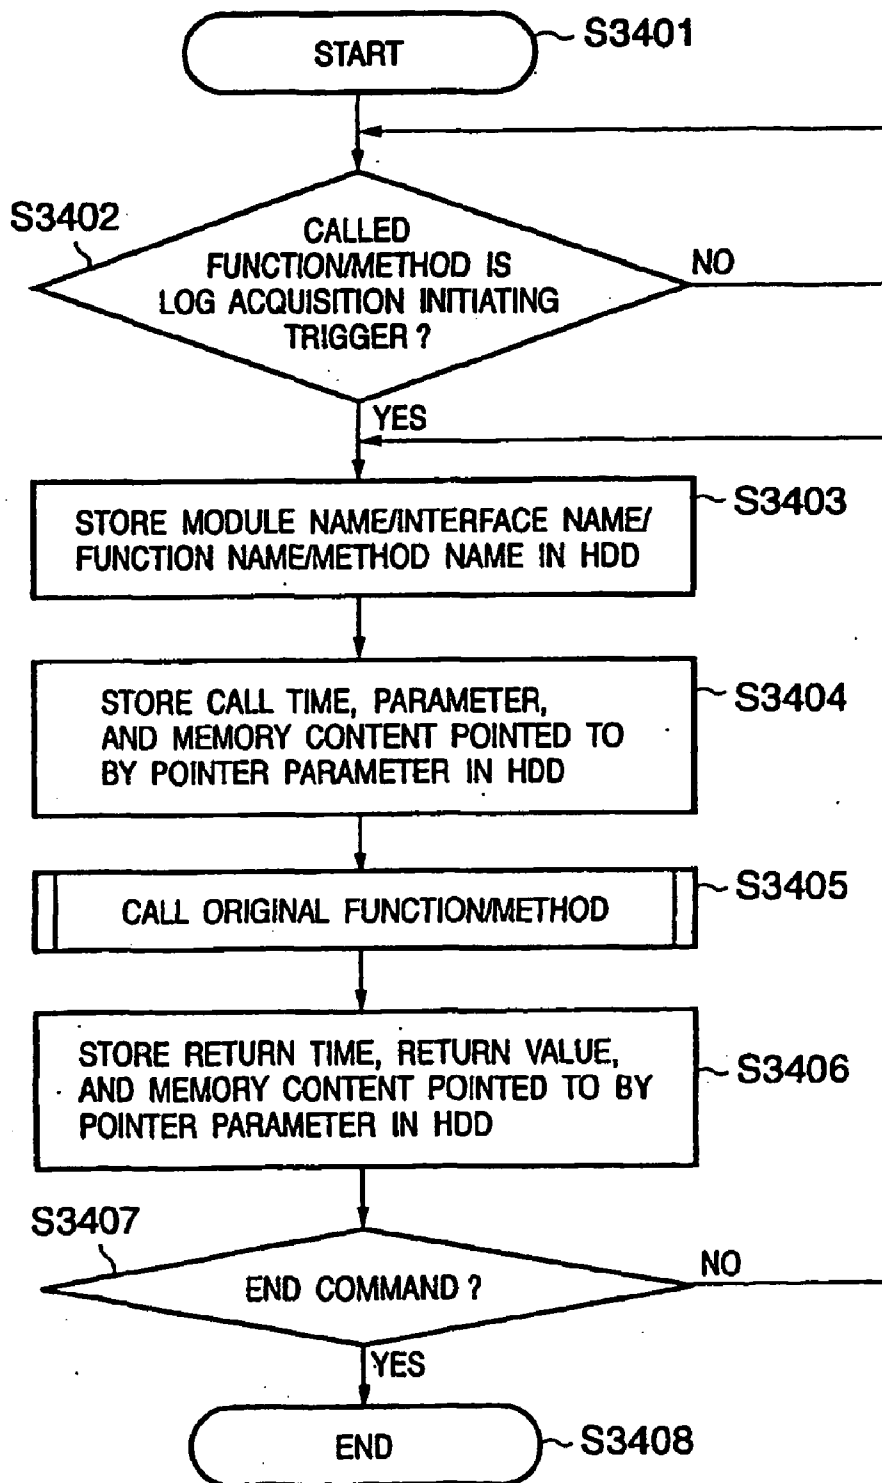 START
S3401
S3402
CALLED
FUNCTION/METHOD IS
LOG ACQUISITION INITIATING
TRIGGER ?
NO
YES
S3403
STORE MODULE NAME/INTERFACE NAME/
FUNCTION NAME/METHOD NAME IN HDD
S3404
STORE CALL TIME, PARAMETER,
AND MEMORY CONTENT POINTED TO
BY POINTER PARAMETER IN HDD
S3405
CALL ORIGINAL FUNCTION/METHOD
STORE RETURN TIME, RETURN VALUE,
AND MEMORY CONTENT POINTED TO BY
POINTER PARAMETER IN HDD
S3406
S3407
END COMMAND ?
NO
YES
END
S3408